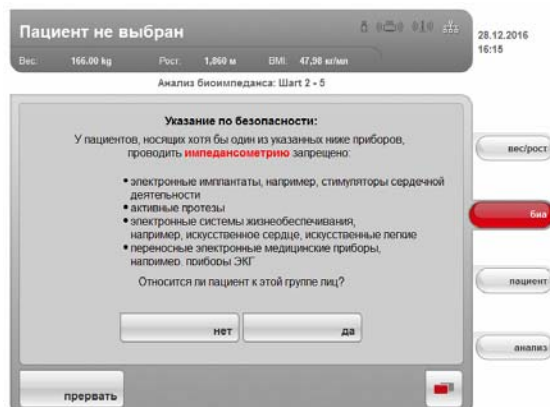 Пациент не выбран
28.12.2016
16:15
Вес: 166.00 kg Рост: 1,860 м BMI: 47,98 кг/мл
Анализ биоимпеданса: Шаrт 2 - 5
Указание по безопасности:
У пациентов, носящих хотя бы один из указанных ниже приборов,
проводить импедансометрию запрещено:
• электронные имплантаты, например, стимуляторы сердечной
деятельности
• активные протезы
• электронные системы жизнеобеспечивания,
например, искусственное сердце, искусственные легкие
• переносные электронные медицинские приборы,
например, приборы ЭКГ
Относится ли пациент к этой группе лиц?
нет да
прервать
вес/рост
биа
пациент
анализ